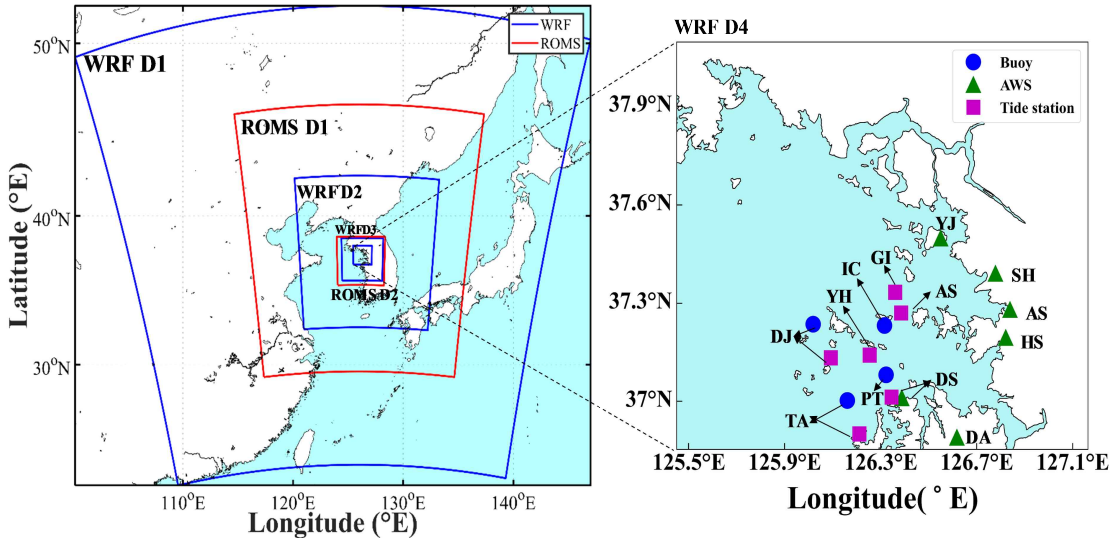 WRF D4
WRF
ROMS
WRF D1
ROMS D1
WRFD2
WRFD3
ROMS D2
50°N
40°N
30°N
110°E
120°E
130°E
140°E
Latitude (°E)
Longitude (°E)
Buoy
AWS
Tide station
37.9°N
37.6°N
37.3°N
37°N
YJ
GI
IC
SH
YH
AS
AS
HS
DJ
DS
PT
TA
DA
125.5°E
125.9°E
126.3°E
126.7°E
127.1°E
Longitude( ° E)